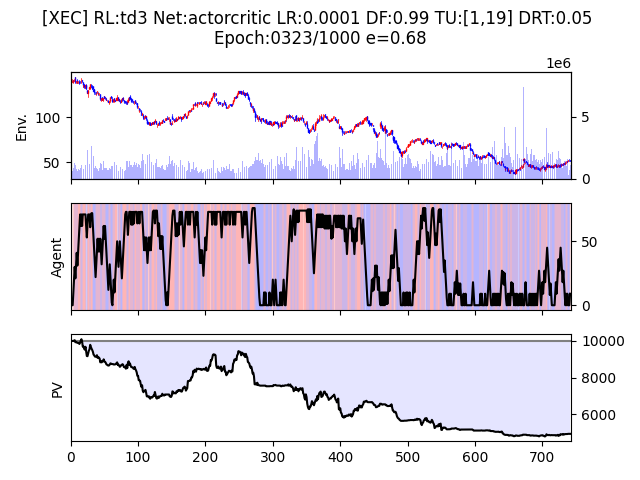 [XEC] RL:td3 Net:actorcritic LR:0.0001 DF:0.99 TU:[1,19] DRT:0.05
Epoch:0323/1000 e=0.68
1e6
Env.
100
50
5
0
Agent
50
0
PV
10000
8000
6000
0 100 200 300 400 500 600 700